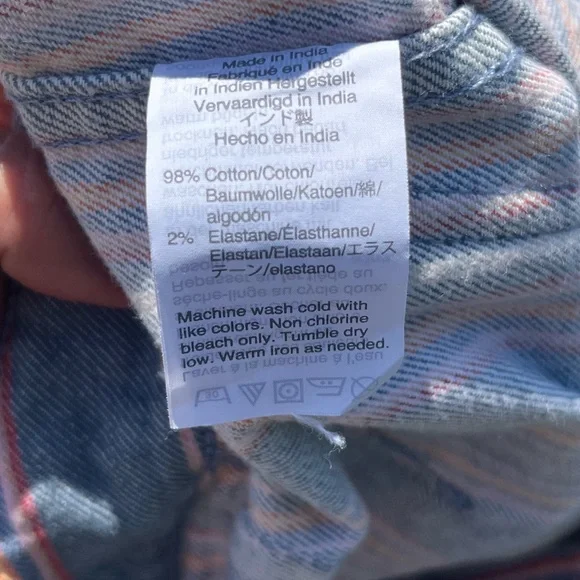 Made in India
Fabriqué en Inde
In Indien Hergestellt
Vervaardigd in India
インド製
Hecho en India
98% Cotton/Coton/
Baumwolle/Katoen/綿/
algodón
2% Elastane/Élasthanne/
Elastan/Elastaan/エラス
テーン/elastano
Machine wash cold with
like colors. Non chlorine
bleach only. Tumble dry
low. Warm iron as needed.